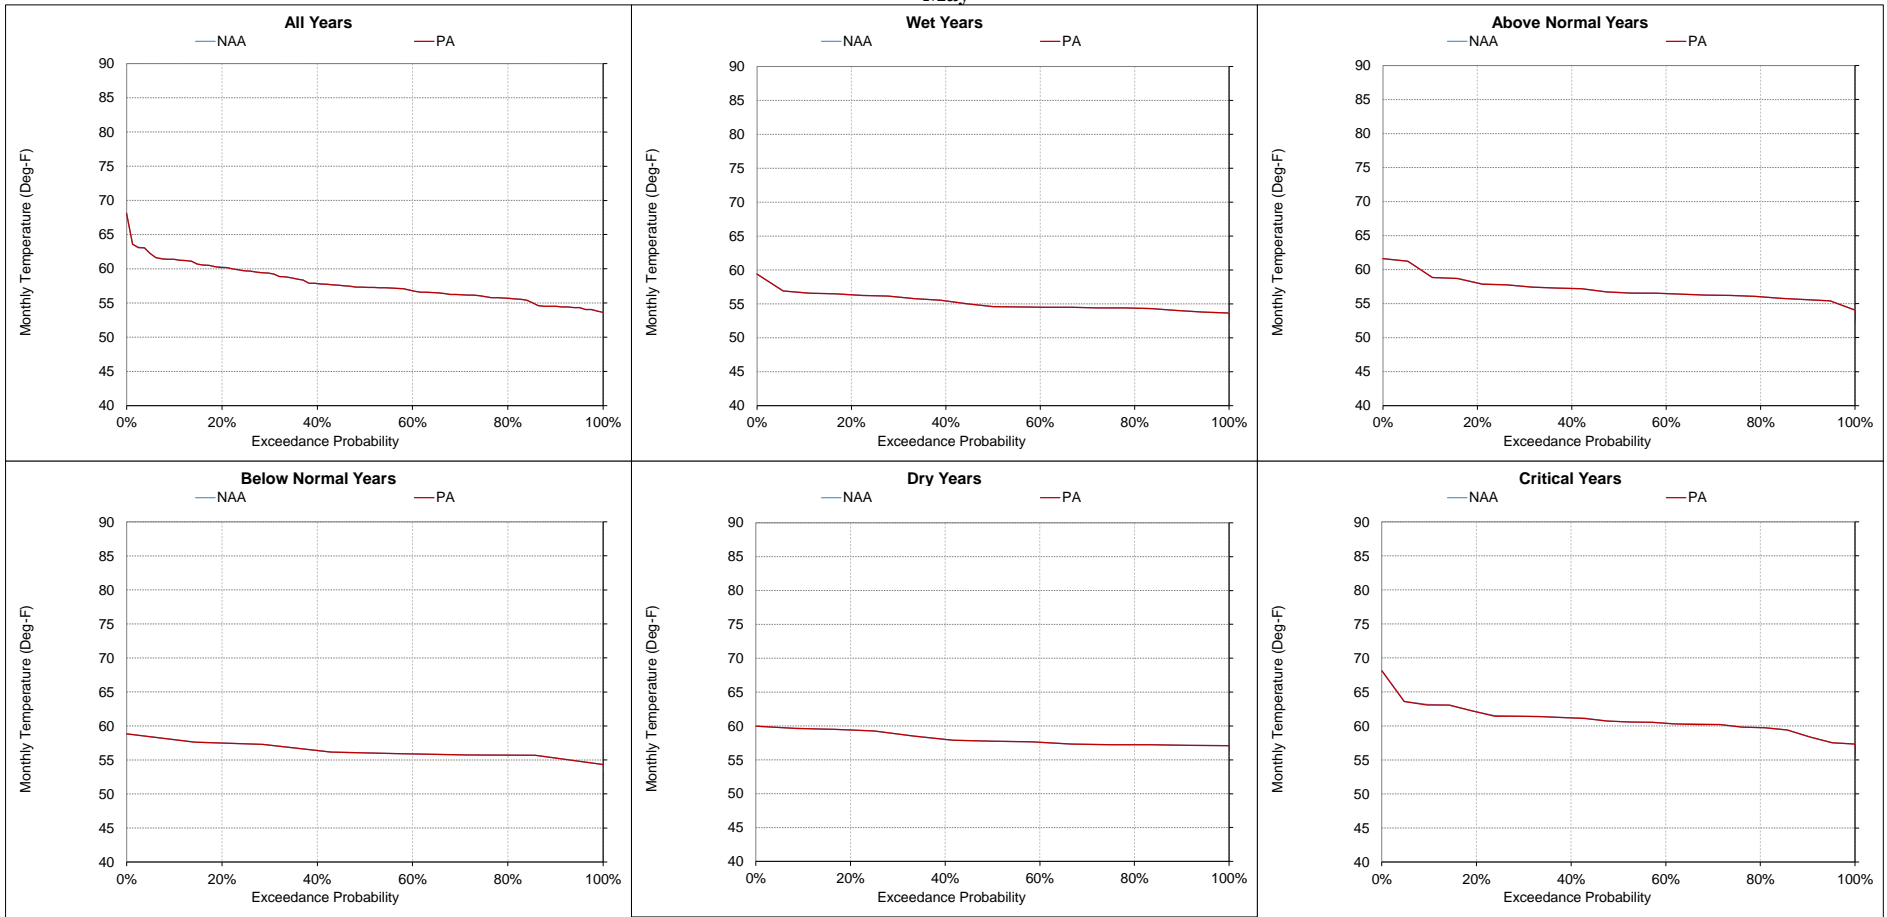 All Years
NAA PA
90
85
80
75
70
65
60
55
50
45
40
Monthly Temperature (Deg-F)
0% 20% 40% 60% 80% 100%
Exceedance Probability
Wet Years
NAA PA
90
85
80
75
70
65
60
55
50
45
40
Monthly Temperature (Deg-F)
0% 20% 40% 60% 80% 100%
Exceedance Probability
Above Normal Years
NAA PA
90
85
80
75
70
65
60
55
50
45
40
Monthly Temperature (Deg-F)
0% 20% 40% 60% 80% 100%
Exceedance Probability
Below Normal Years
NAA PA
90
85
80
75
70
65
60
55
50
45
40
Monthly Temperature (Deg-F)
0% 20% 40% 60% 80% 100%
Exceedance Probability
Dry Years
NAA PA
90
85
80
75
70
65
60
55
50
45
40
Monthly Temperature (Deg-F)
0% 20% 40% 60% 80% 100%
Exceedance Probability
Critical Years
NAA PA
90
85
80
75
70
65
60
55
50
45
40
Monthly Temperature (Deg-F)
0% 20% 40% 60% 80% 100%
Exceedance Probability